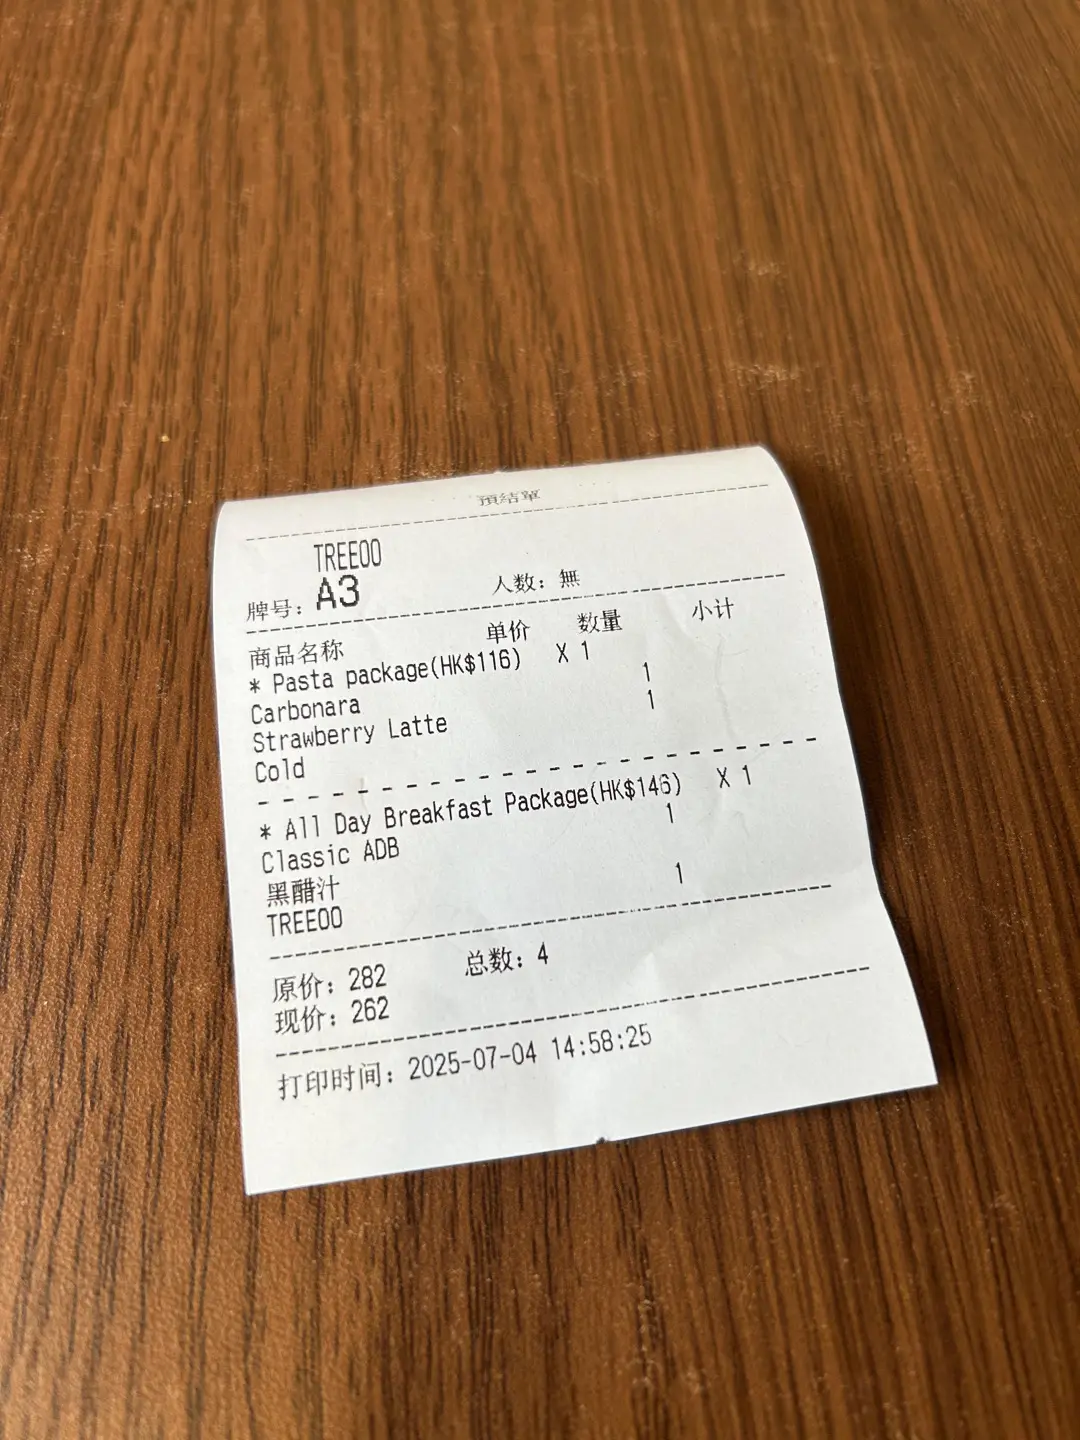 預结單
TREEOO
牌号：A3 人数：無
商品名称 单价 数量 小计
* Pasta package(HK$116) X 1
Carbonara 1
Strawberry Latte 1
Cold
* All Day Breakfast Package(HK$146) X 1
Classic ADB 1
黑醋汁
TREEOO 1
原价：282 总数：4
现价：262
打印时间：2025-07-04 14:58:25